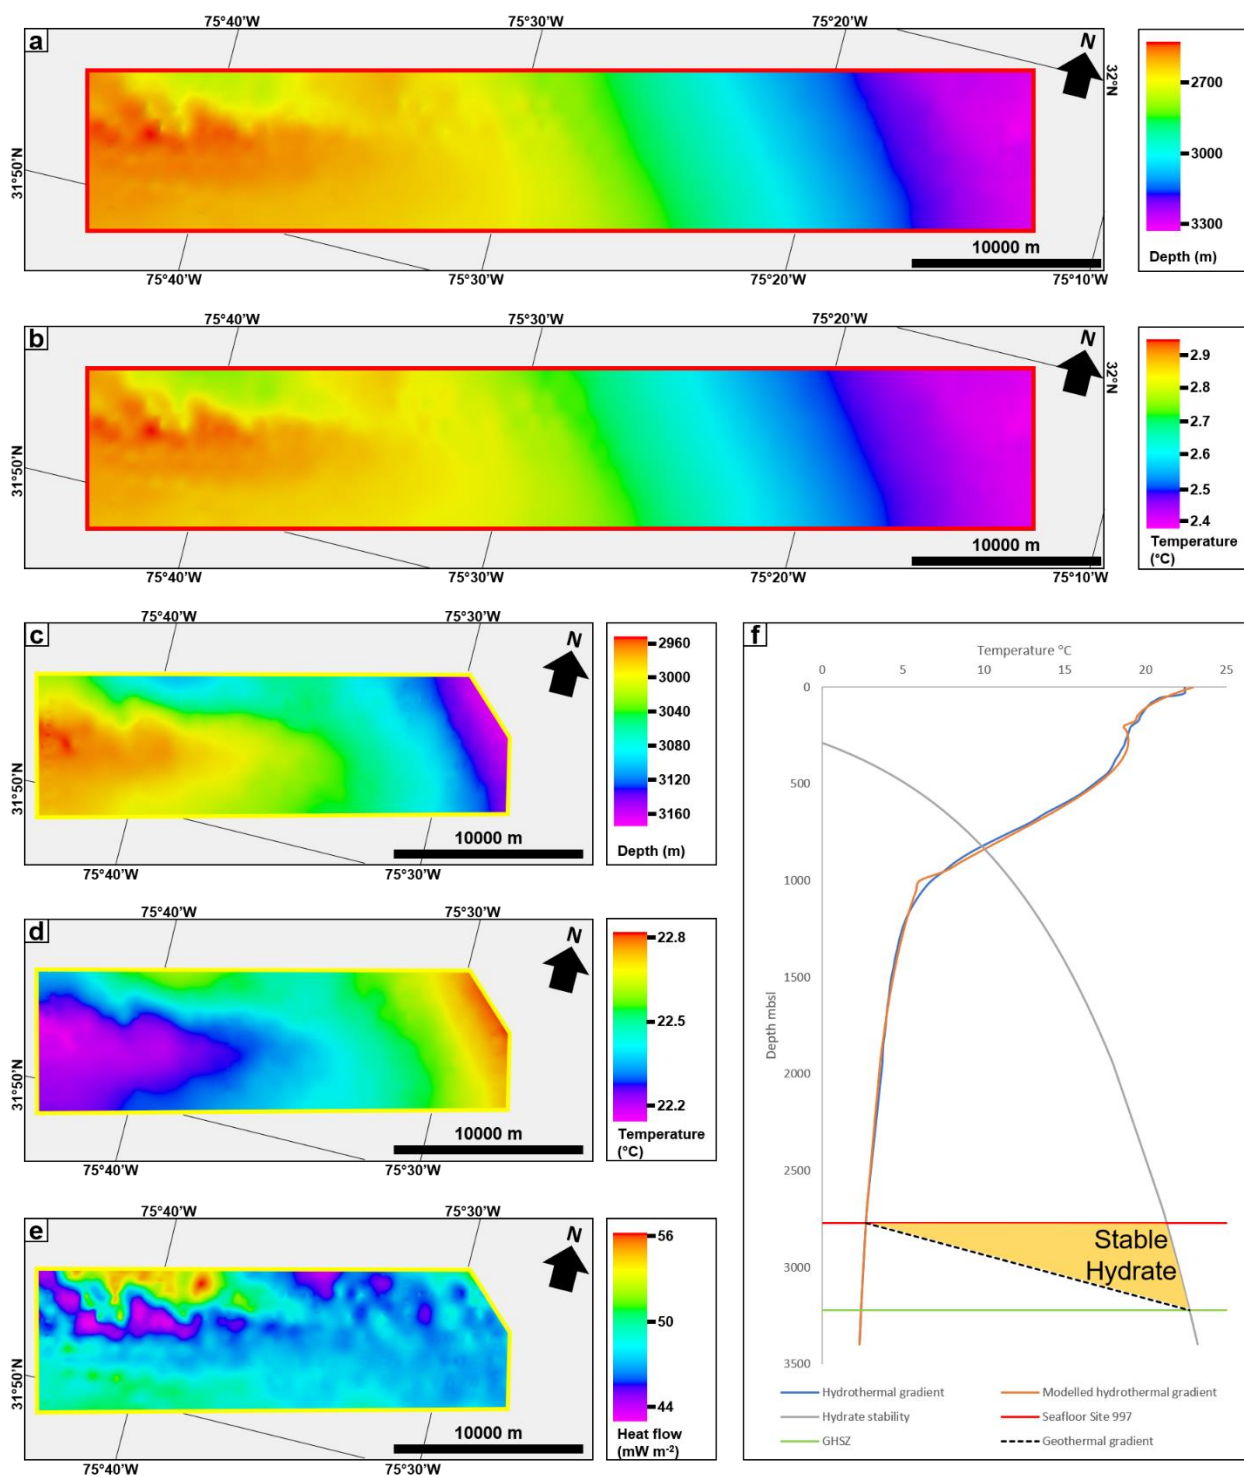 a
75°40'W
75°30'W
75°20'W
N
32°N
31°50'N
10000 m
75°40'W
75°30'W
75°20'W
75°10'W
2700
3000
3300
Depth (m)
b
75°40'W
75°30'W
75°20'W
N
32°N
31°50'N
10000 m
75°40'W
75°30'W
75°20'W
75°10'W
2.9
2.8
2.7
2.6
2.5
2.4
Temperature
(°C)
c
75°40'W
75°30'W
N
31°50'N
10000 m
75°40'W
75°30'W
2960
3000
3040
3080
3120
3160
Depth (m)
d
75°40'W
75°30'W
N
31°50'N
10000 m
75°40'W
75°30'W
22.8
22.5
22.2
Temperature
(°C)
e
75°40'W
75°30'W
N
31°50'N
10000 m
75°40'W
75°30'W
56
50
44
Heat flow
(mW m⁻²)
f
Temperature °C
0 5 10 15 20 25
0
500
1000
1500
2000
2500
3000
3500
Depth mbsl
Stable
Hydrate
Hydrothermal gradient
Modelled hydrothermal gradient
Hydrate stability
Seafloor Site 997
GHSZ
Geothermal gradient